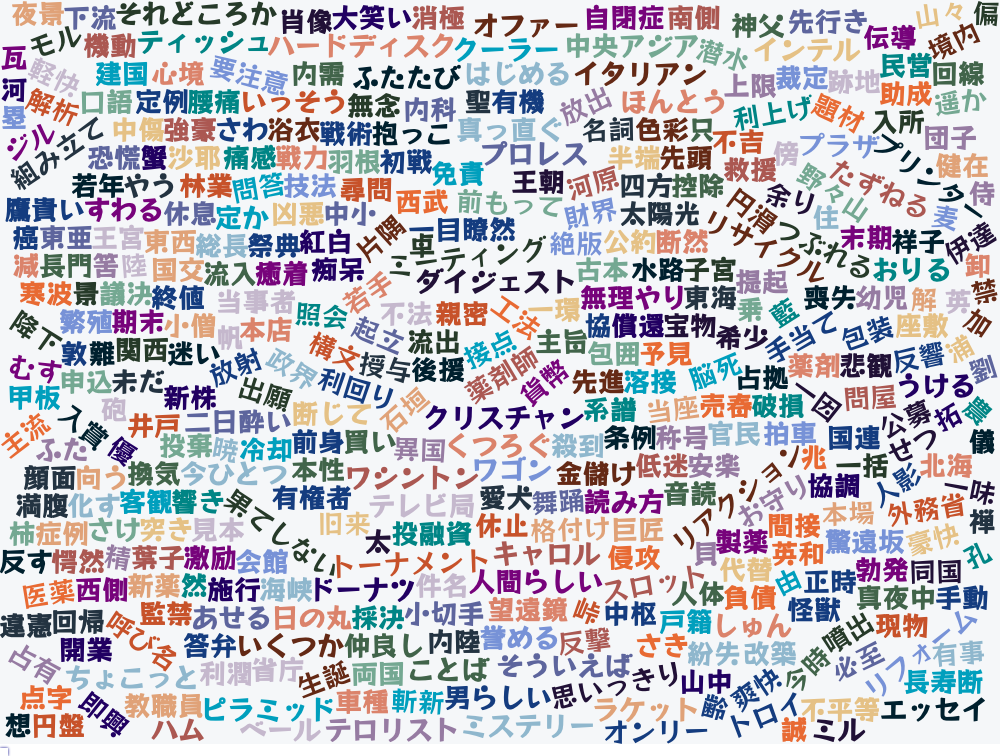 夜景 下流 それどころか 肖像 大笑い 消極 オファー 自閉症 南側 神父 先行き 山々 偏
瓦 モル 機動 ティッシュ ハードディスク クーラー 中央アジア 潜水 インテル 伝導 境内
河 軽快 建国 心境 要注意 内需 ふたたび はじめる イタリアン 上限 裁定 跡地 民営 回線
塁 解析 口語 定例 腰痛 いっそう 無念 内科 聖 有機 放出 ほんとう 利上げ 題材 助成 遥か
ジル 組み立て 中傷 強豪 さわ 浴衣 戦術 抱っこ 真っ直ぐ 名詞 色彩 只 不吉 プラザ 入所 団子
恐慌 蟹 沙耶 痛感 戦力 羽根 初戦 免責 プロレス 半端 先頭 救援 傍 プリンター 健在
若年 やう 林業 問答 技法 尋問 西武 前もって 王朝 河原 四方 控除 余り 野々山 たずねる 侍
鷹 貴い すわる 休息 定か 凶悪 中小 財界 太陽光 円滑 住 麦
癌 東亜 王宮 東西 総長 祭典 紅白 片隅 一目瞭然 絶版 公約 断然 リサイクル つぶれる 末期 祥子 伊達
減 長門 筈 陸 国交 流入 癒着 痴呆 車 ミーティング ダイジェスト 古本 水路 子宮 提起 おりる 卸
寒波 景 議決 終値 当事者 照会 若手 不法 親密 工法 一環 無理やり 東海 乗 藍 喪失 幼児 解 英 禁
降下 繁殖 期末 小僧 帆 本店 起立 流出 接点 主旨 協 償還 宝物 希少 手当て 包装 座敷 加
むす 敦 難 関西 迷い 放射 政界 構文 授与 後援 薬剤師 貨幣 包囲 予見 脳死 薬剤 悲観 反響 浦 劉
甲板 申込 未だ 新株 出願 利回り 石垣 先進 溶接 占拠 一因 問屋 うける
主流 入賞 砲 井戸 二日酔い 断じて クリスチャン 系譜 当座 売春 破損 公募 拓 濃
ふた 優 投棄 暁 冷却 前身 買い 異国 くつろぐ 殺到 条例 称号 官民 拍車 国連 せつ 儀
顔面 向う 換気 今ひとつ 本性 ワシントン ワゴン 金儲け 低迷 安楽 リアクション 兆 一括 人影 北海
満腹 化す 客観 響き 果てしない 有権者 テレビ局 愛犬 舞踊 読み方 音読 お守り 協調 一味
柿 症例 さけ 突き 見本 旧来 太 投融資 休止 格付け 巨匠 間接 本場 外務省 禅
反す 愕然 精 葉子 激励 会館 トーナメント キャロル 侵攻 貝 製薬 英和 驚 遠坂 豪快 孔
医薬 西側 新薬 然 施行 海峡 ドーナツ 件名 人間らしい スロット 人体 代替 由 正時 勃発 同国
違憲 回帰 呼び名 監禁 あせる 日の丸 採決 小切手 望遠鏡 峠 中枢 戸籍 負債 怪獣 真夜中 手動
占有 開業 答弁 いくつか 仲良し 内陸 誉める 反撃 さき しゅん 今時 噴出 現物 ーム
ちょこっと 利潤 省庁 生誕 両国 ことば そういえば 思いっきり 紛失 改築 必至 リフォ 有事
点字 即興 教職員 ピラミッド 車種 斬新 男らしい 山中 ラケット 齢 爽快 不平等 長寿 断
想 円盤 ハム ベール テロリスト ミステリー オンリー トロイ 誠 ミル エッセイ